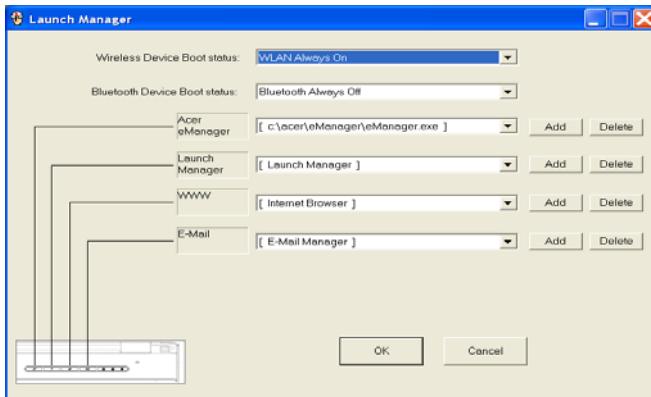 Launch Manager
Wireless Device Boot status: WLAN Always On
Bluetooth Device Boot status: Bluetooth Always Off
Acer eManager [ c:\acer\eManager\eManager.exe ] Add Delete
Launch Manager [ Launch Manager ] Add Delete
WWW [ Internet Browser ] Add Delete
E-Mail [ E-Mail Manager ] Add Delete
OK Cancel